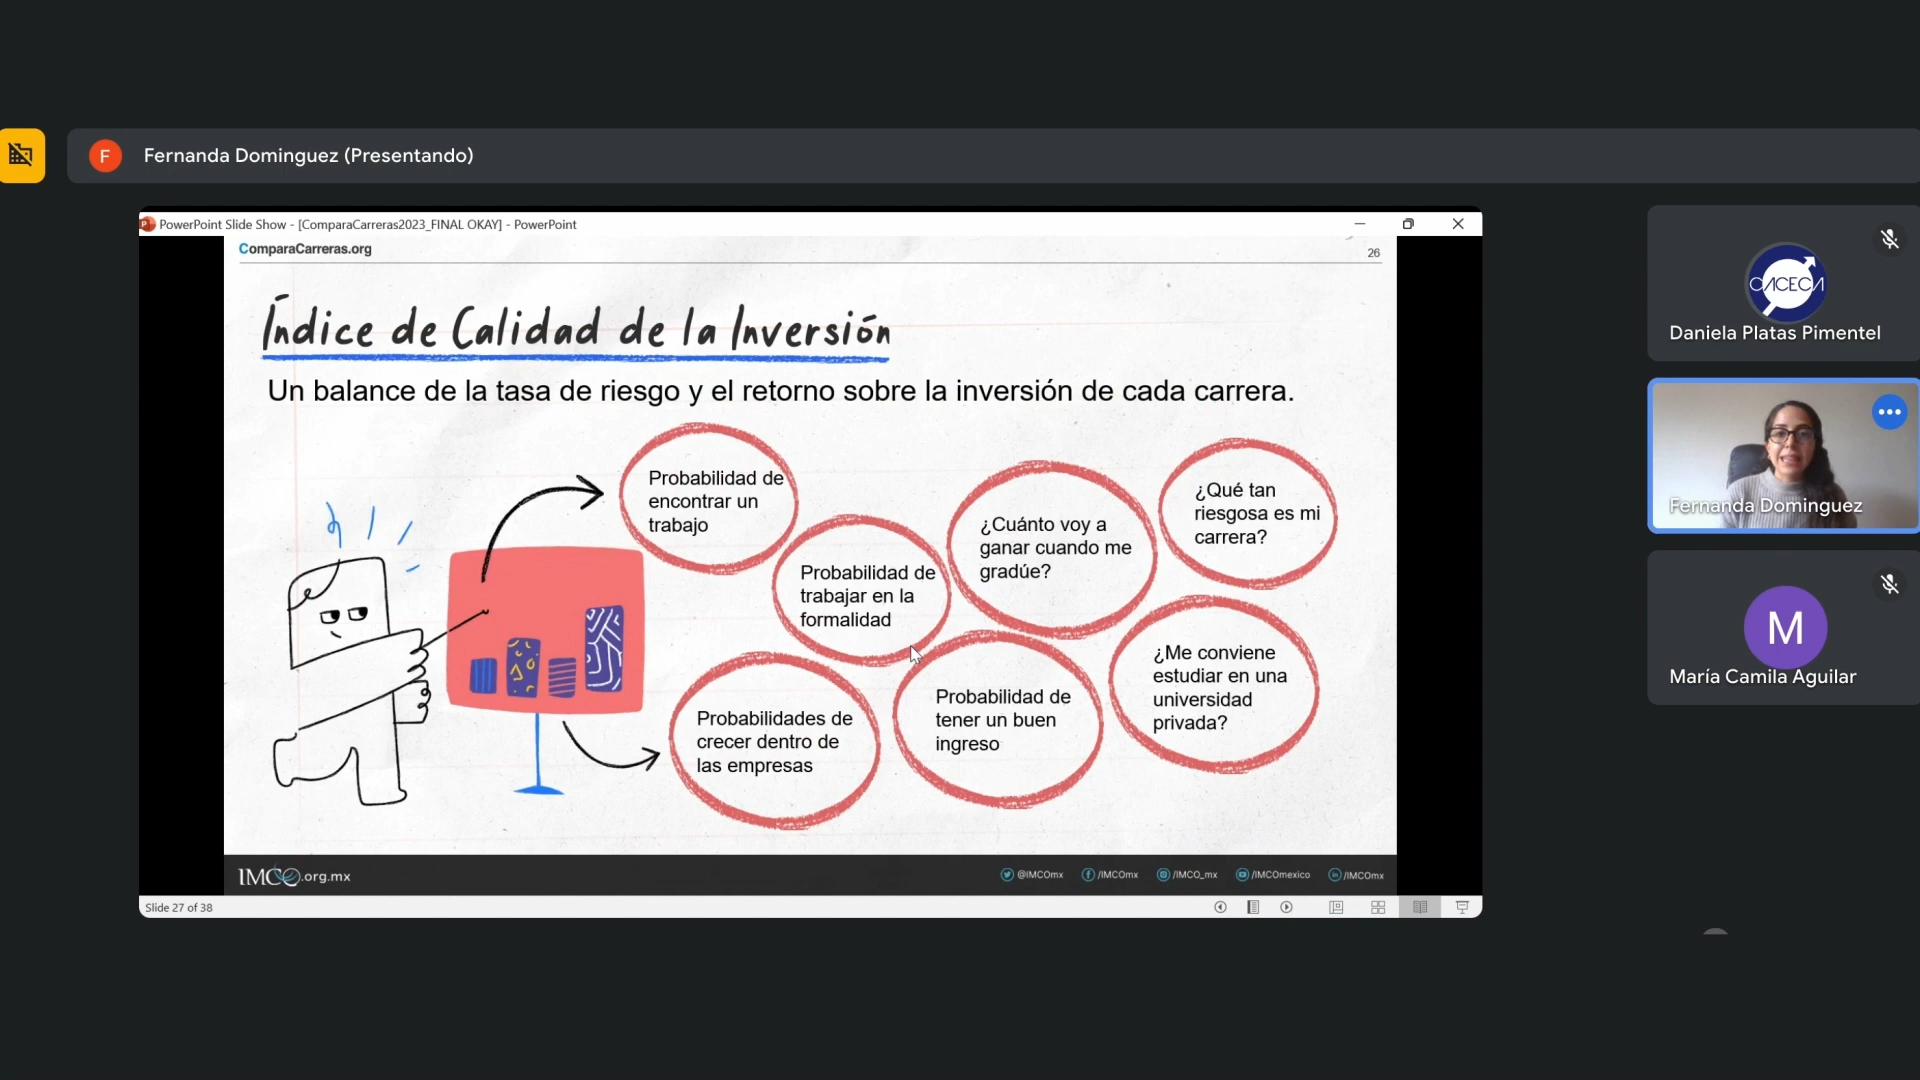 F
Fernanda Dominguez (Presentando)
PowerPoint Slide Show - [ComparaCarreras2023_FINAL OKAY] - PowerPoint
ComparaCarreras.org
26
Índice de Calidad de la Inversión
Un balance de la tasa de riesgo y el retorno sobre la inversión de cada carrera.
Probabilidad de
encontrar un
trabajo
Probabilidad de
trabajar en la
formalidad
¿Cuánto voy a
ganar cuando me
gradúe?
¿Qué tan
riesgosa es mi
carrera?
Probabilidades de
crecer dentro de
las empresas
Probabilidad de
tener un buen
ingreso
¿Me conviene
estudiar en una
universidad
privada?
IMCO.org.mx
@IMCOmx
/IMCOmx
/IMCO_mx
/IMCOmexico
/IMCOmx
Slide 27 of 38
CACECA
Daniela Platas Pimentel
Fernanda Dominguez
M
María Camila Aguilar